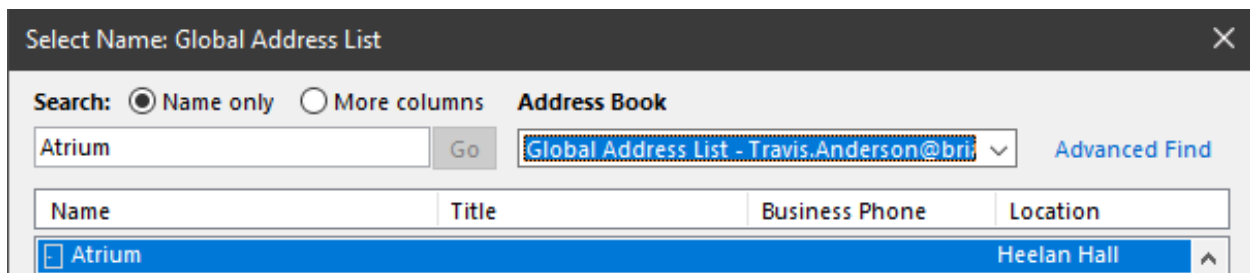 Select Name: Global Address List
Search: Name only More columns Address Book
Atrium Go Global Address List - Travis.Anderson@bri Advanced Find
Name Title Business Phone Location
Atrium Heelan Hall